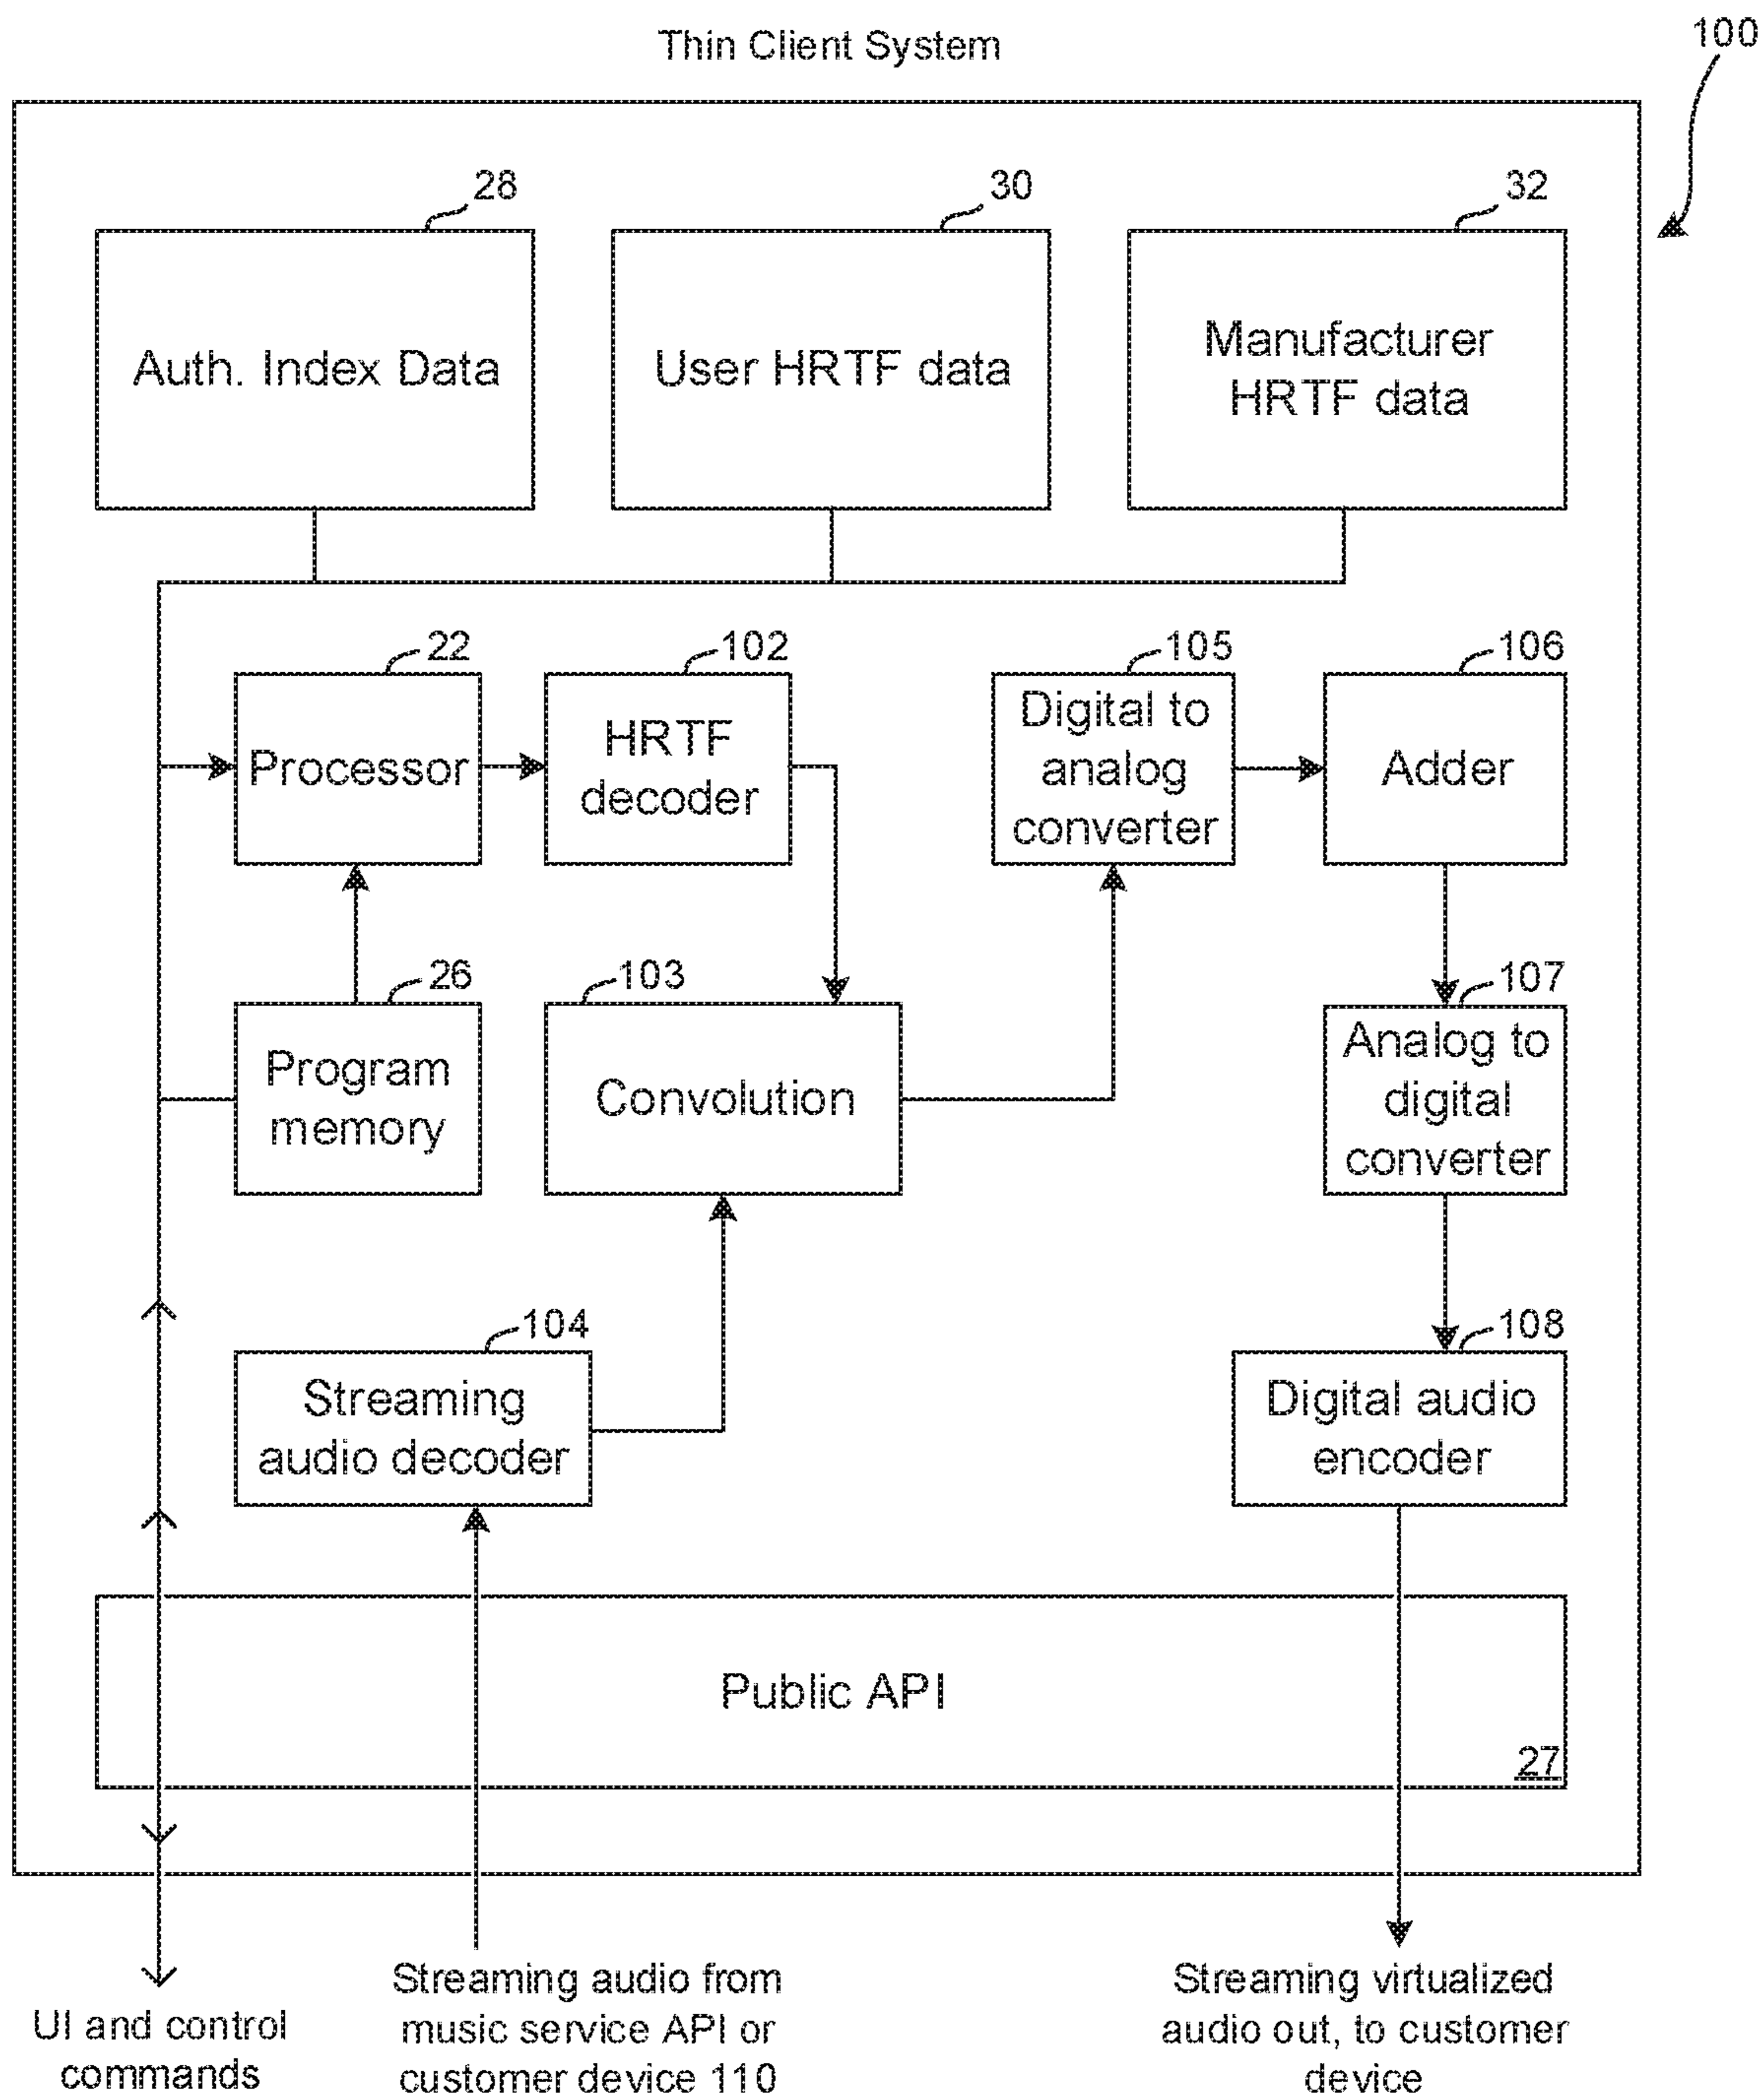 Thin Client System
100
28
30
32
Auth. Index Data
User HRTF data
Manufacturer
HRTF data
22
102
105
106
Processor
HRTF
decoder
Digital to
analog
converter
Adder
26
103
107
Program
memory
Convolution
Analog to
digital
converter
104
108
Streaming
audio decoder
Digital audio
encoder
Public API
27
UI and control
commands
Streaming audio from
music service API or
customer device 110
Streaming virtualized
audio out, to customer
device